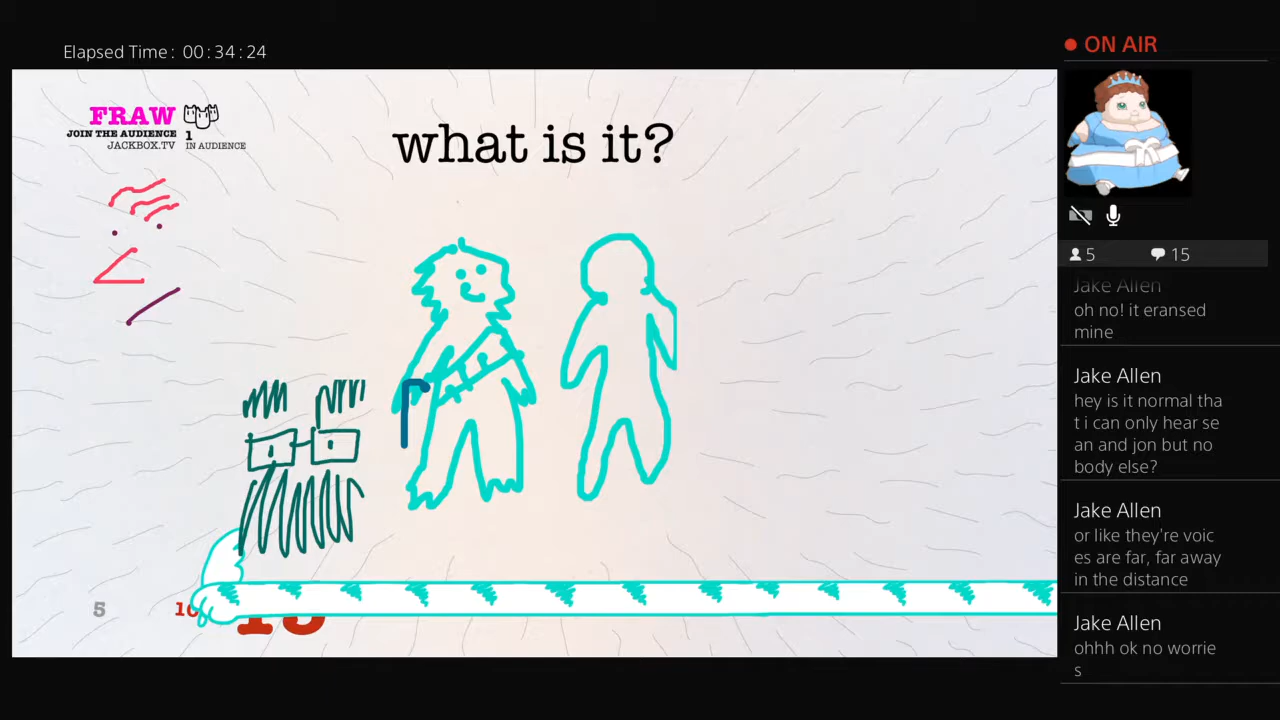 Elapsed Time: 00:34:24
ON AIR
FRAW
JOIN THE AUDIENCE
JACKBOX.TV
1
IN AUDIENCE
what is it?
5
15
Jake Allen
oh no! it eransed
mine
Jake Allen
hey is it normal tha
t i can only hear se
an and jon but no
body else?
Jake Allen
or like they're voic
es are far, far away
in the distance
Jake Allen
ohhh ok no worrie
s
5
10